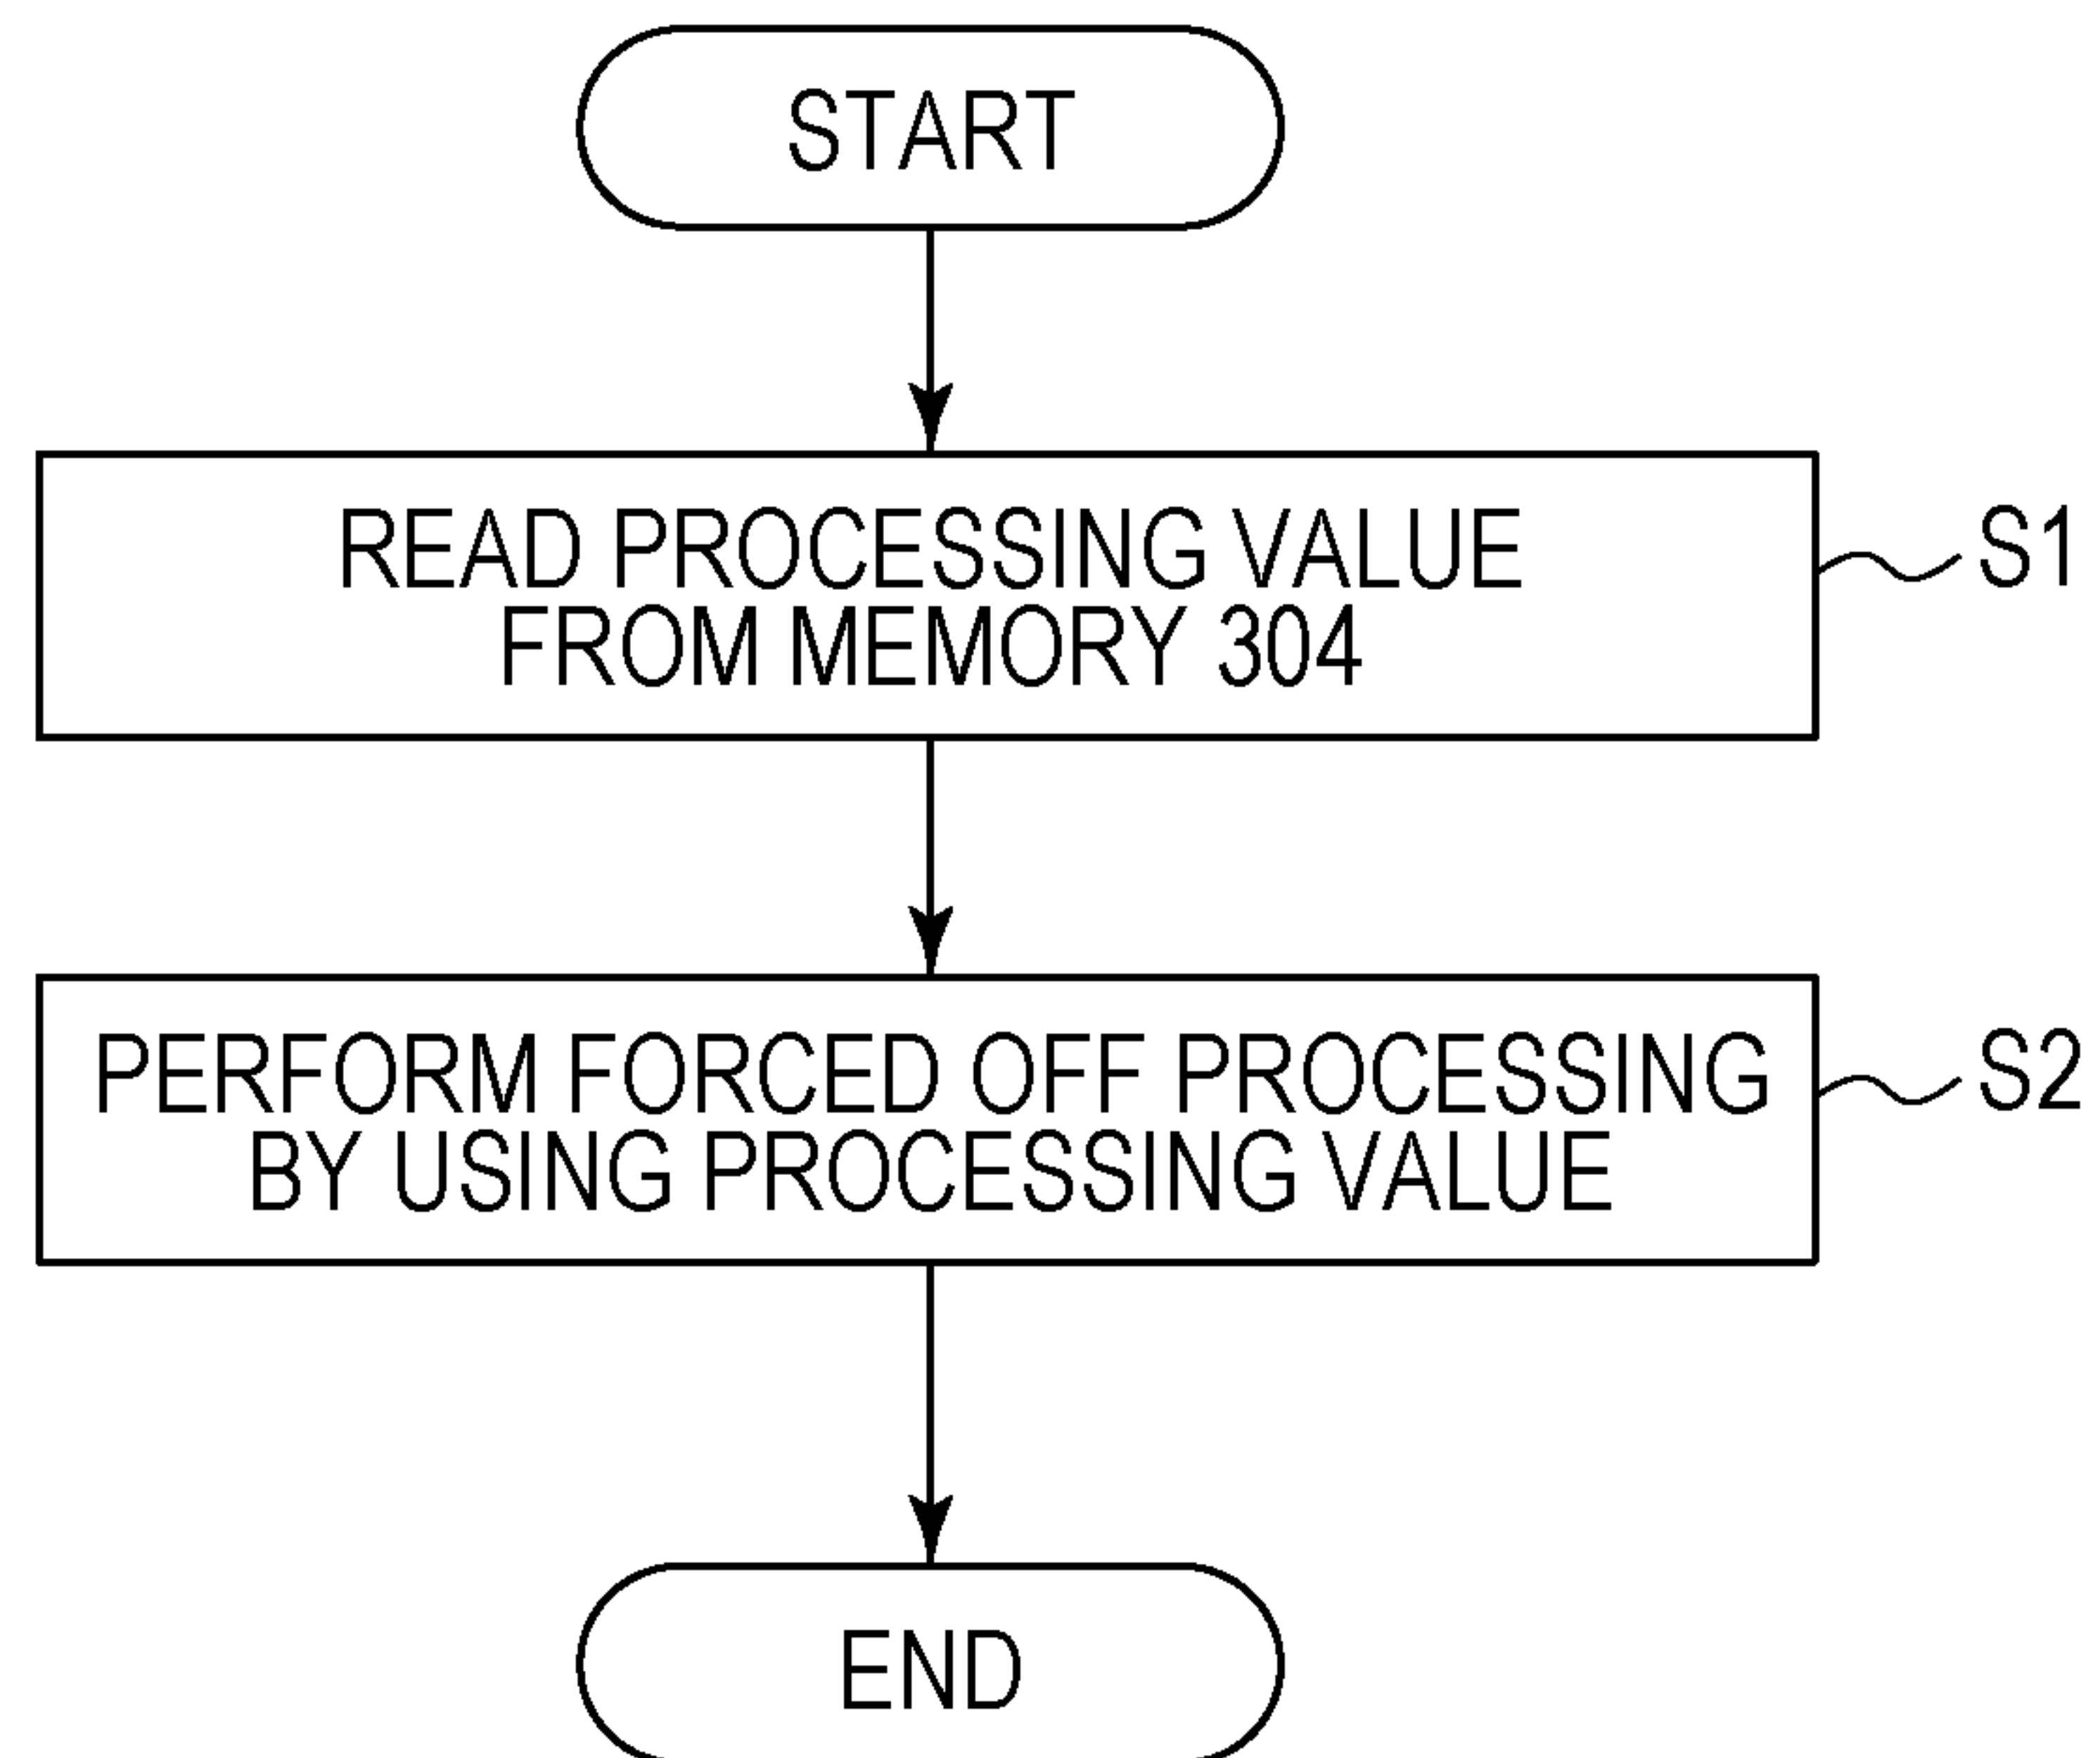 START
READ PROCESSING VALUE
FROM MEMORY 304
S1
PERFORM FORCED OFF PROCESSING
BY USING PROCESSING VALUE
S2
END